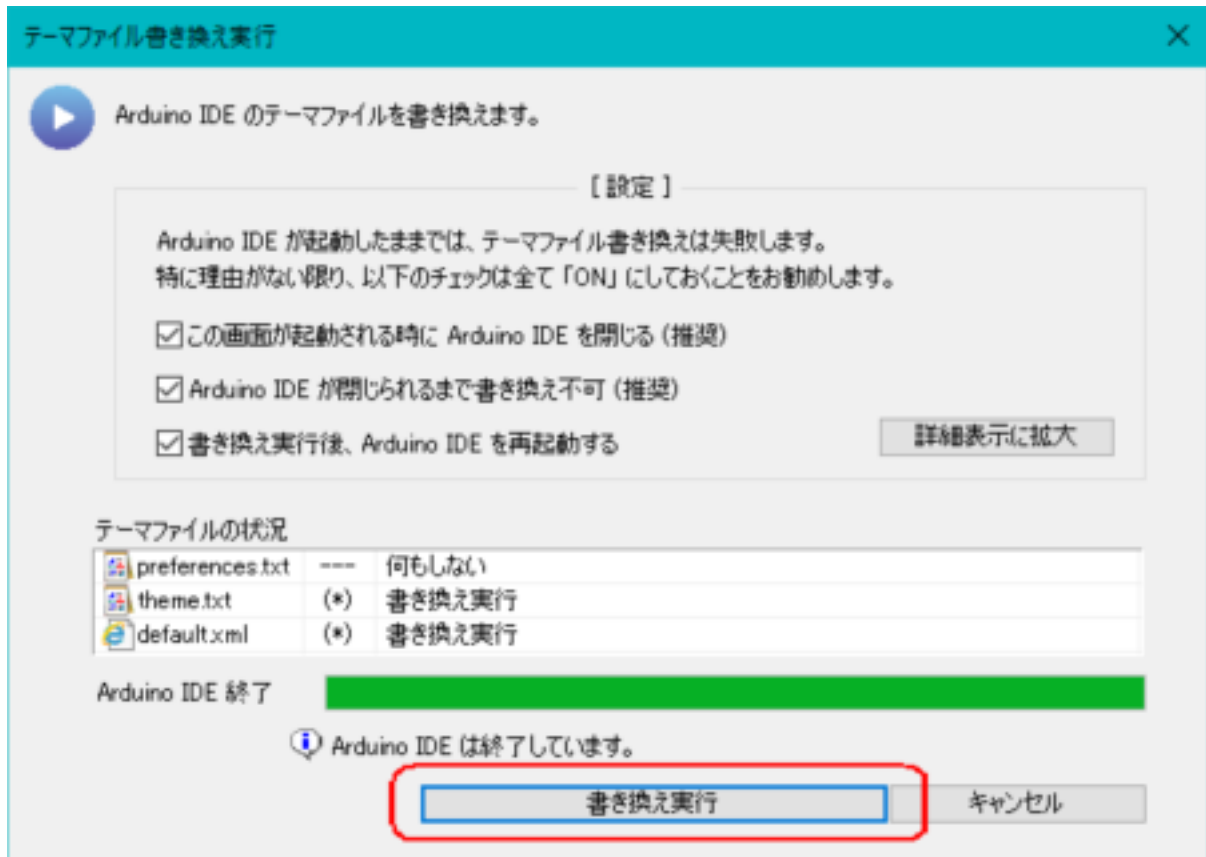 テーマファイル書き換え実行
Arduino IDE のテーマファイルを書き換えます。
[ 設定 ]
Arduino IDE が起動したままでは、テーマファイル書き換えは失敗します。
特に理由がない限り、以下のチェックは全て「ON」にしておくことをお勧めします。
この画面が起動される時に Arduino IDE を閉じる (推奨)
Arduino IDE が閉じられるまで書き換え不可 (推奨)
書き換え実行後、Arduino IDE を再起動する
詳細表示に拡大
テーマファイルの状況
preferences.txt --- 何もしない
theme.txt (*) 書き換え実行
default.xml (*) 書き換え実行
Arduino IDE 終了
Arduino IDE は終了しています。
書き換え実行 キャンセル